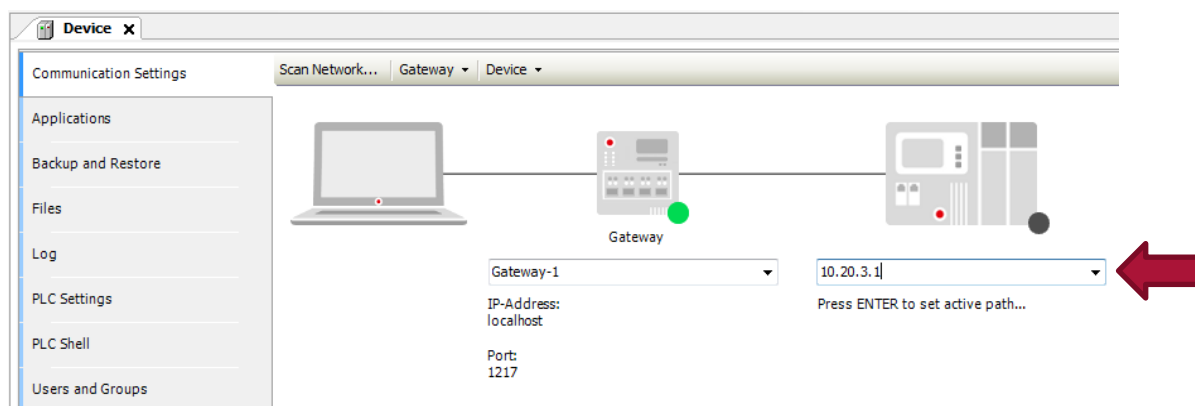 Device x
Communication Settings
Scan Network... Gateway Device
Applications
Backup and Restore
Files
Log
PLC Settings
PLC Shell
Users and Groups
Gateway
Gateway-1
10.20.3.1
IP-Address:
localhost
Press ENTER to set active path...
Port:
1217